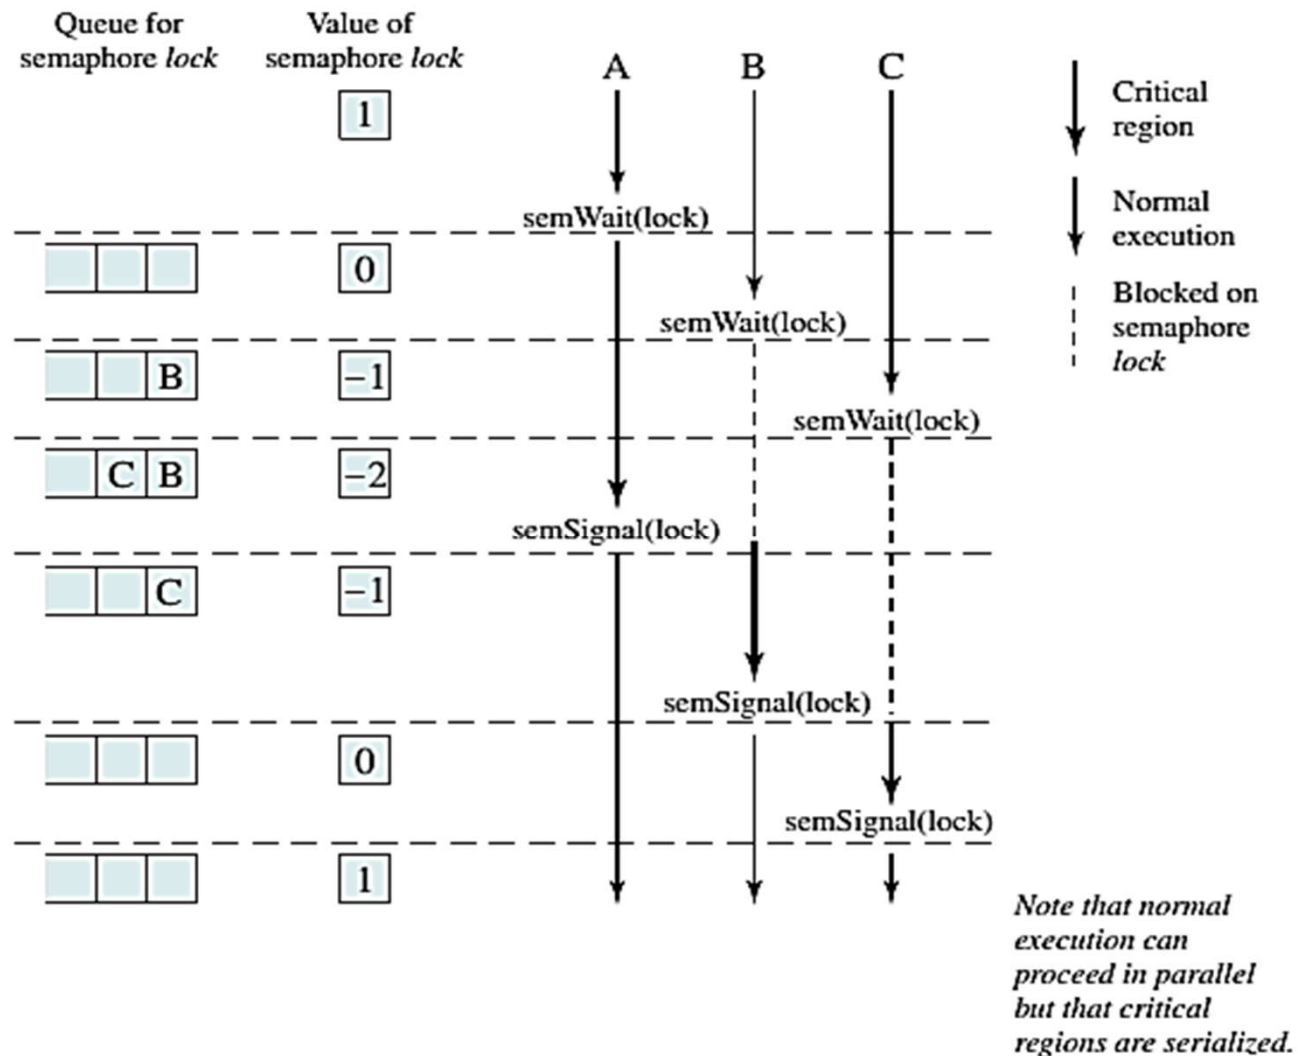 Queue for
semaphore lock
Value of
semaphore lock
A
B
C
1
Critical
region
Normal
execution
Blocked on
semaphore
lock
semWait(lock)
0
semWait(lock)
B
−1
semWait(lock)
C B
−2
semSignal(lock)
C
−1
semSignal(lock)
0
semSignal(lock)
1
Note that normal
execution can
proceed in parallel
but that critical
regions are serialized.